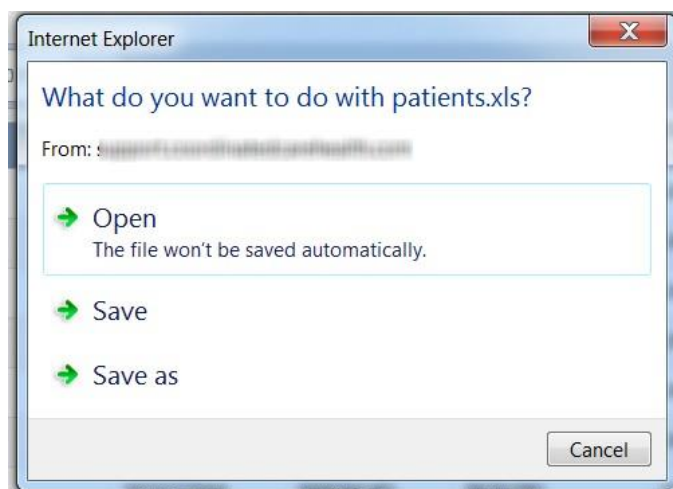 Internet Explorer
X
What do you want to do with patients.xls?
From:
Open
The file won't be saved automatically.
Save
Save as
Cancel